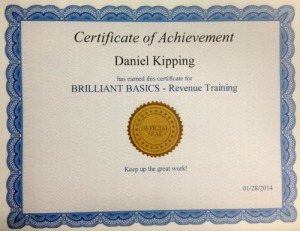 Certificate of Achievement
Daniel Kipping
has earned this certificate for
BRILLIANT BASICS - Revenue Training
OFFICIAL
SEAL
Keep up the great work!
01/28/2014